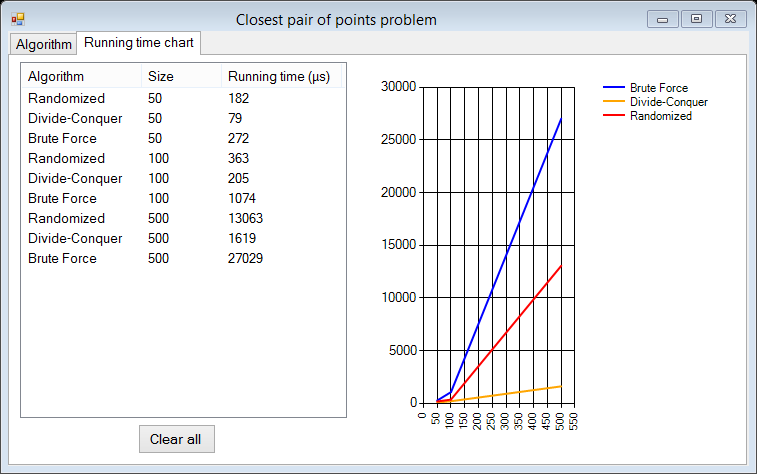 Closest pair of points problem
Algorithm Running time chart
Algorithm Size Running time (µs)
Randomized 50 182
Divide-Conquer 50 79
Brute Force 50 272
Randomized 100 363
Divide-Conquer 100 205
Brute Force 100 1074
Randomized 500 13063
Divide-Conquer 500 1619
Brute Force 500 27029
Clear all
30000
25000
20000
15000
10000
5000
0
0 50 100 150 200 250 300 350 400 450 500 550
Brute Force
Divide-Conquer
Randomized